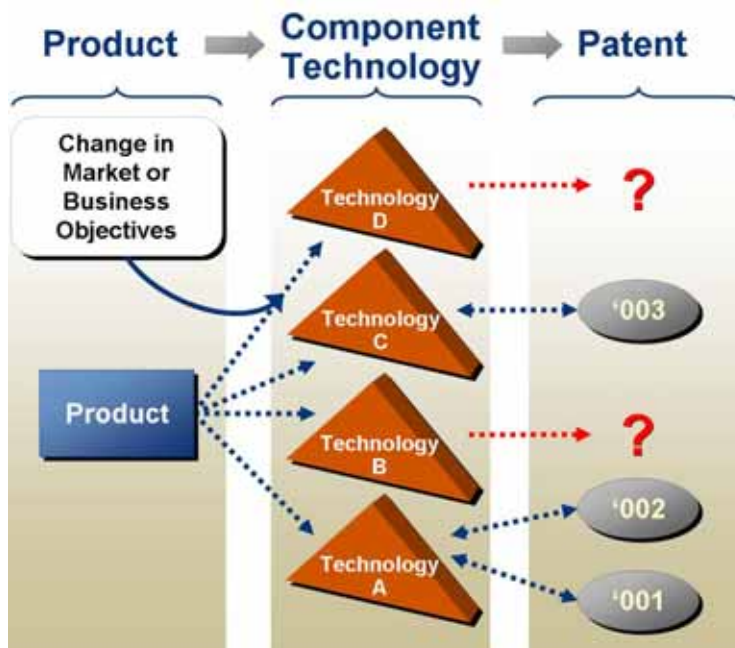 Product
Component
Technology
Patent
Change in
Market or
Business
Objectives
Technology
D
?
Technology
C
‘003
Product
Technology
B
?
‘002
Technology
A
‘001